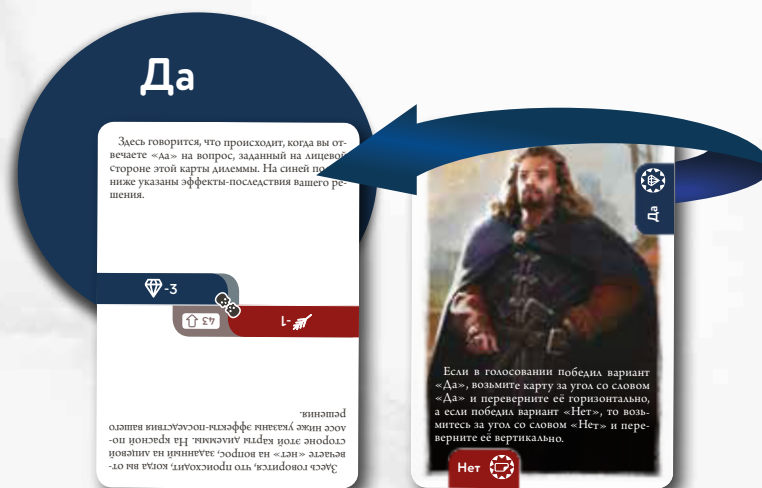 Да
Здесь говорится, что происходит, когда вы от-
вечаете «да» на вопрос, заданный на лицевой
стороне этой карты дилеммы. На синей
ниже указаны эффекты-последствия вашего ре-
шения.
-3
-1
43
Здесь говорится, что происходит, когда вы от-
вечаете «нет» на вопрос, заданный на лицевой
стороне этой карты дилеммы. На красной по-
лосе ниже указаны эффекты-последствия вашего
решения.
Да
Если в голосовании победил вариант
«Да», возьмите карту за угол со словом
«Да» и переверните её горизонтально,
а если победил вариант «Нет», то возь-
митесь за угол со словом «Нет» и пере-
верните её вертикально.
Нет